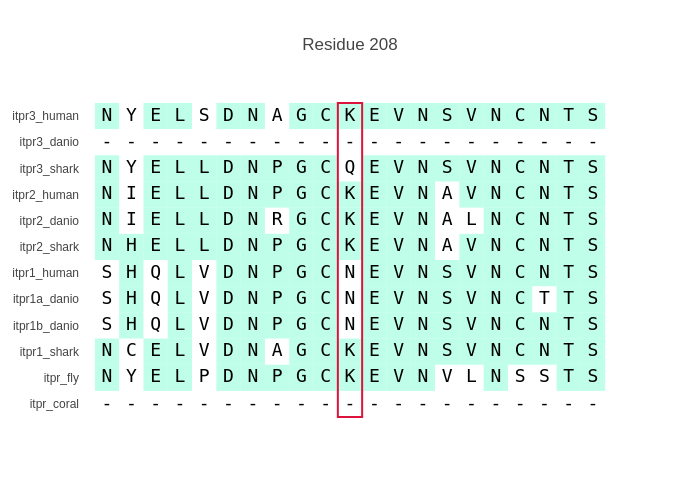 Residue 208
itpr3_human N Y E L S D N A G C K E V N S V N C N T S
itpr3_danio - - - - - - - - - - - - - - - - - - - - -
itpr3_shark N Y E L L D N P G C Q E V N S V N C N T S
itpr2_human N I E L L D N P G C K E V N A V N C N T S
itpr2_danio N I E L L D N R G C K E V N A L N C N T S
itpr2_shark N H E L L D N P G C K E V N A V N C N T S
itpr1_human S H Q L V D N P G C N E V N S V N C N T S
itpr1a_danio S H Q L V D N P G C N E V N S V N C T T S
itpr1b_danio S H Q L V D N P G C N E V N S V N C N T S
itpr1_shark N C E L V D N A G C K E V N S V N C N T S
itpr_fly N Y E L P D N P G C K E V N V L N S S T S
itpr_coral - - - - - - - - - - - - - - - - - - - - -